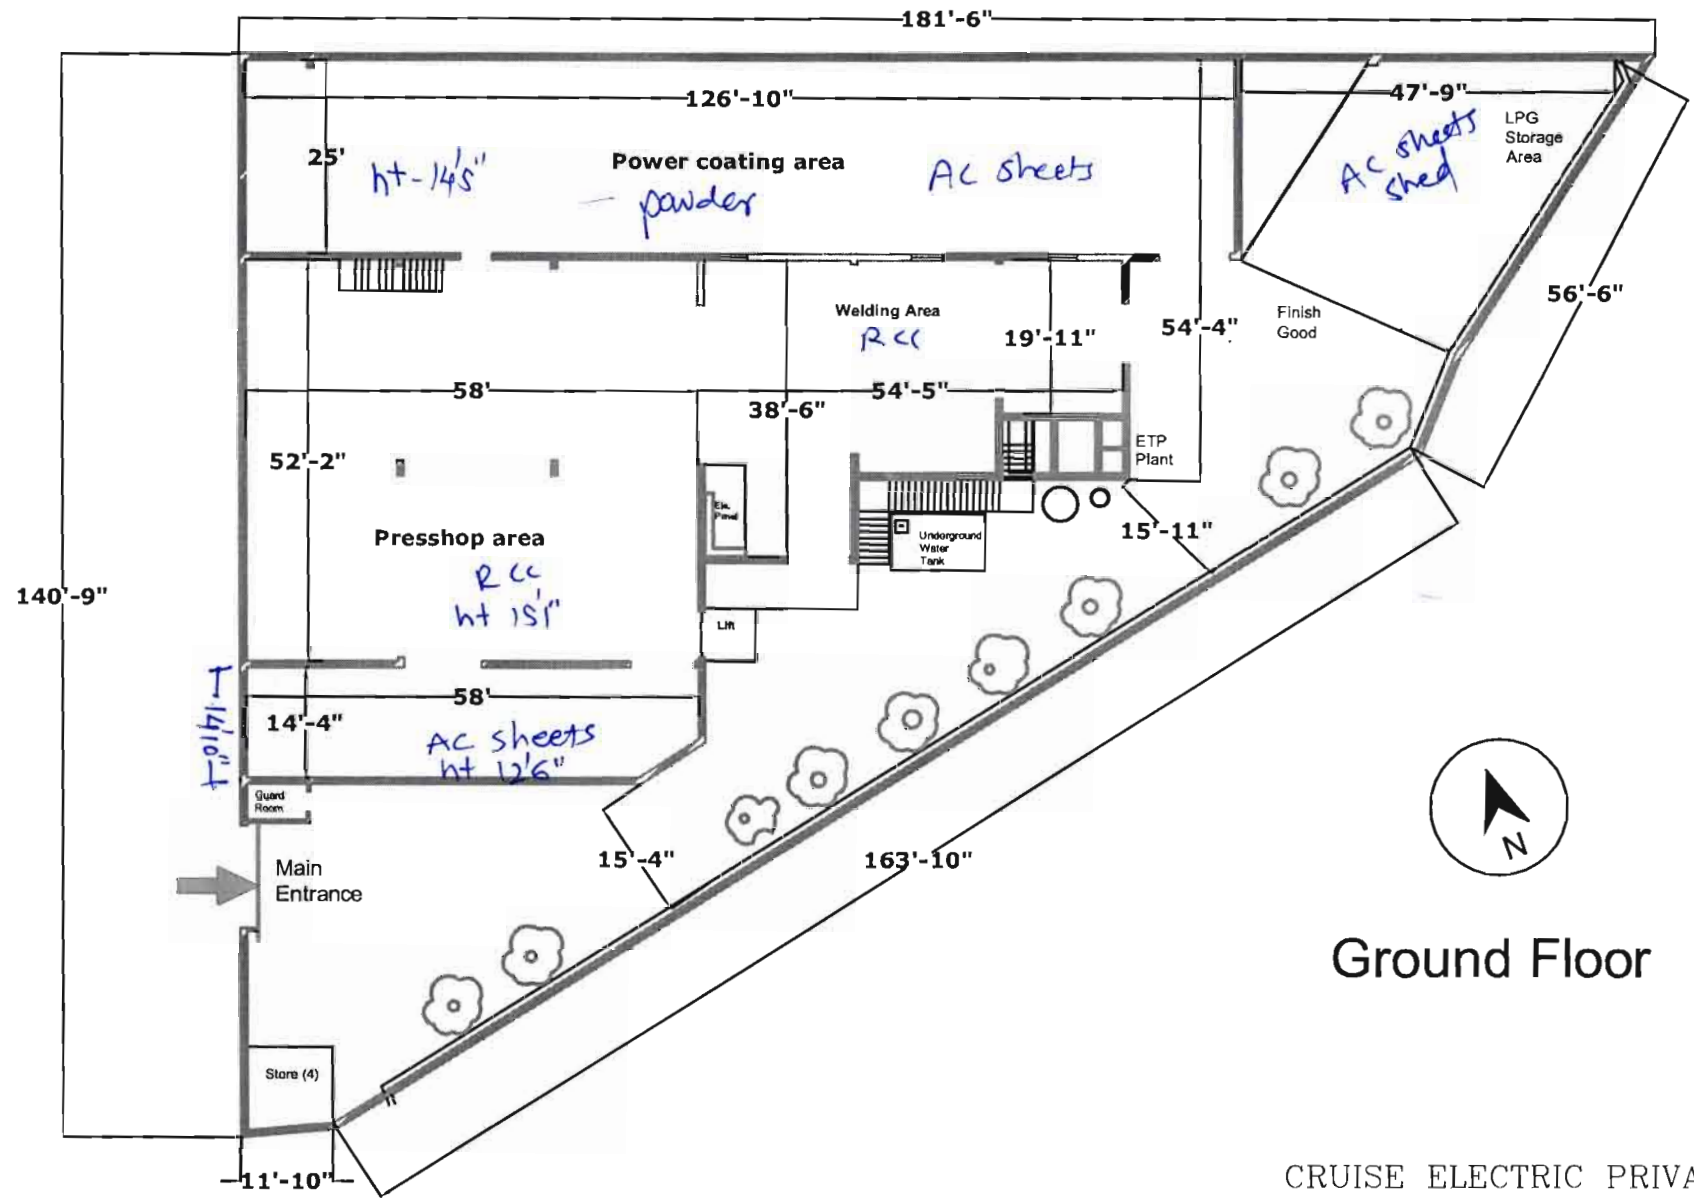 181'-6"
126'-10"
47'-9"
LPG
Storage
Area
AC sheets
shed
25'
ht-14'5"
Power coating area
powder
AC sheets
56'-6"
Welding Area
RCC
19'-11"
54'-4"
Finish
Good
58'
54'-5"
38'-6"
52'-2"
ETP
Plant
Ele.
Panel
Presshop area
RCC
ht 15'1"
Underground
Water
Tank
15'-11"
140'-9"
Lift
58'
14'-4"
14'10"
AC sheets
ht 12'6"
Guard
Room
Main
Entrance
15'-4"
163'-10"
N
Ground Floor
Store (4)
11'-10"
CRUISE ELECTRIC PRIVA